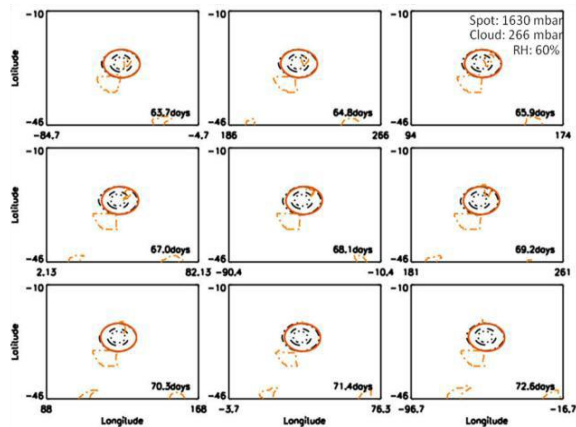 Spot: 1630 mbar
Cloud: 266 mbar
RH: 60%
-10 -10 -10
Latitude
63.7days 64.8days 65.9days
-46 -46 -46
-84.7 -4.7 186 266 94 174
-10 -10 -10
Latitude
67.0days 68.1days 69.2days
-46 -46 -46
2.13 82.15 -90.4 -10.4 181 261
-10 -10 -10
Latitude
70.3days 71.4days 72.6days
-46 -46 -46
88 168 -3.7 76.3 -96.7 -16.7
Longitude Longitude Longitude